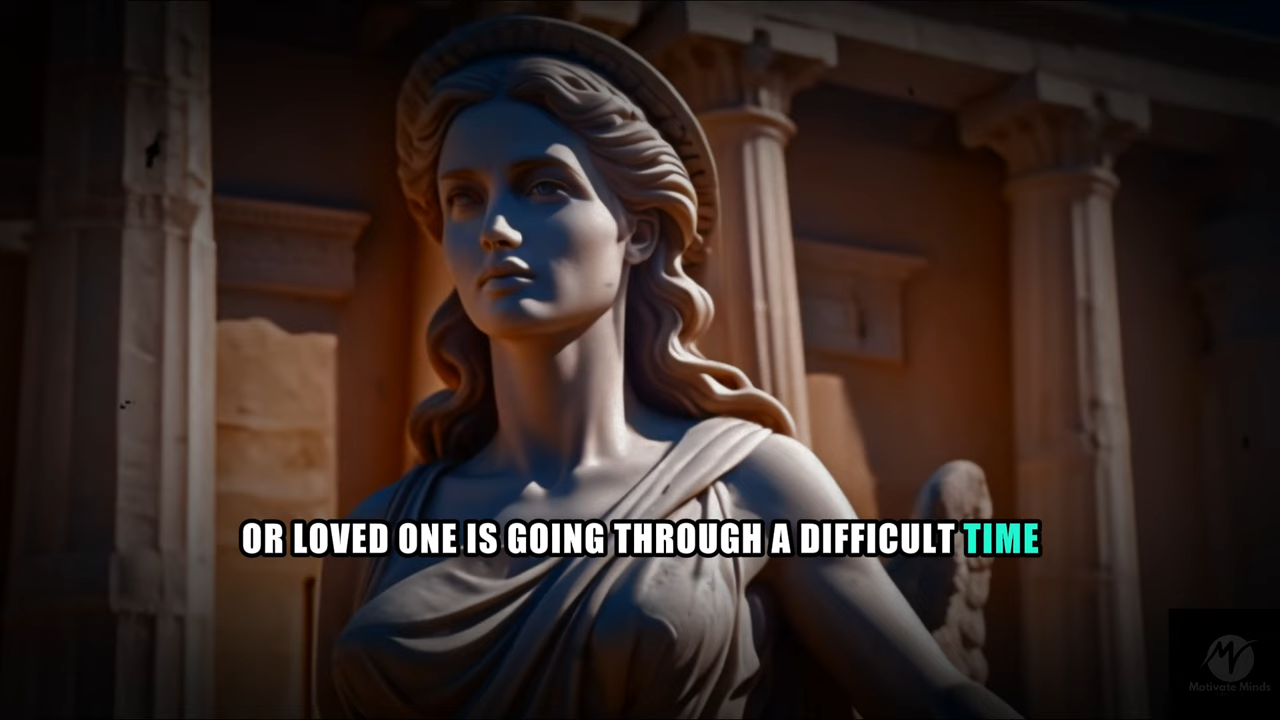 OR LOVED ONE IS GOING THROUGH A DIFFICULT TIME
Motivate Minds